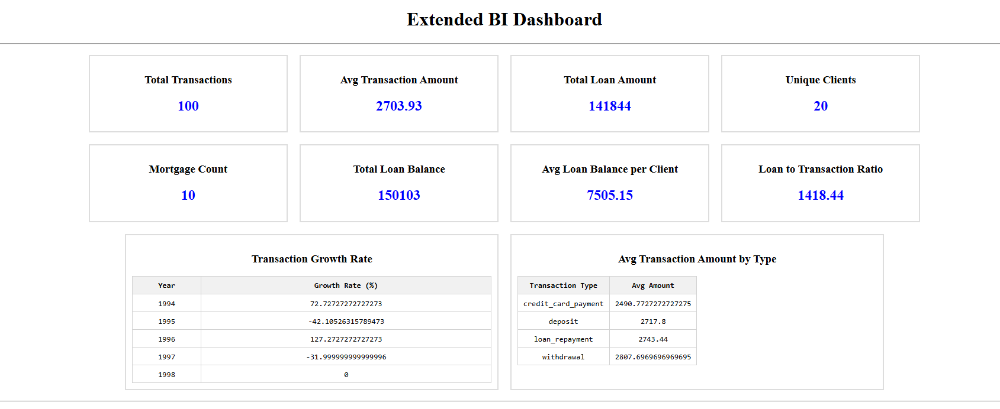 Extended BI Dashboard
Total Transactions
100
Avg Transaction Amount
2703.93
Total Loan Amount
141844
Unique Clients
20
Mortgage Count
10
Total Loan Balance
150103
Avg Loan Balance per Client
7505.15
Loan to Transaction Ratio
1418.44
Transaction Growth Rate
Year Growth Rate (%)
1994 72.72727272727273
1995 -42.10526315789473
1996 127.2727272727273
1997 -31.999999999999996
1998 0
Avg Transaction Amount by Type
Transaction Type Avg Amount
credit_card_payment 2490.7727272727275
deposit 2717.8
loan_repayment 2743.44
withdrawal 2807.6969696969695